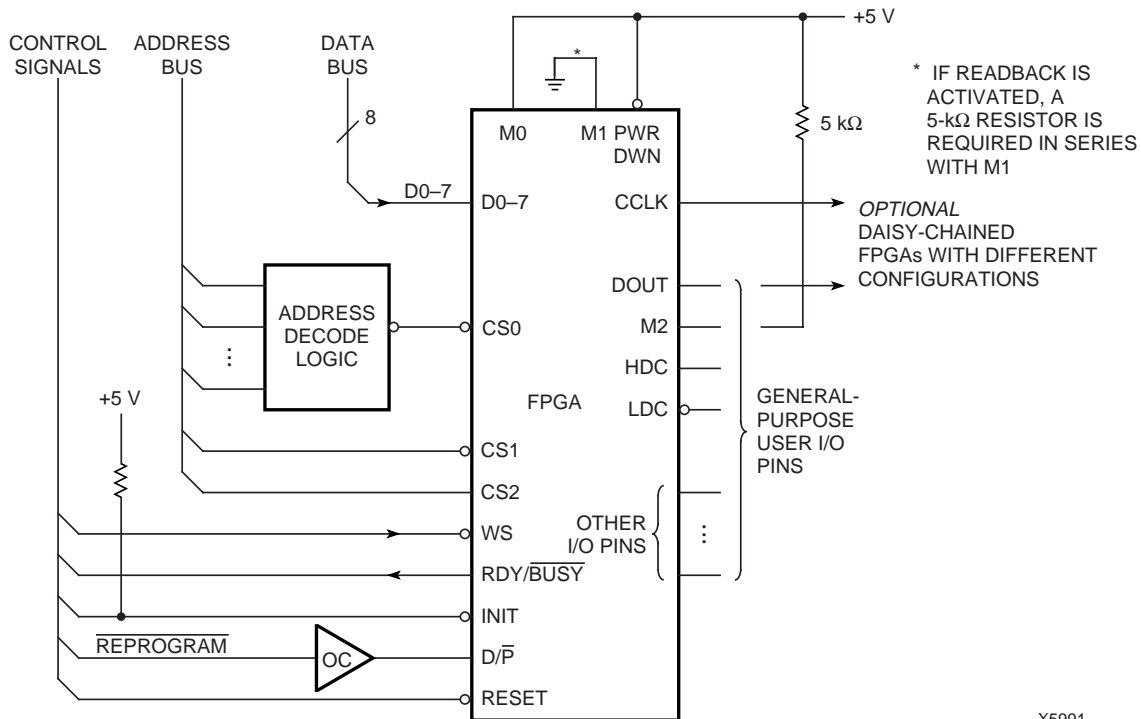 +5 V
CONTROL
SIGNALS
ADDRESS
BUS
DATA
BUS
*
* IF READBACK IS
ACTIVATED, A
5-kΩ RESISTOR IS
REQUIRED IN SERIES
WITH M1
8
5 kΩ
M0
M1
PWR
DWN
D0–7
D0–7
CCLK
OPTIONAL
DAISY-CHAINED
FPGAs WITH DIFFERENT
CONFIGURATIONS
DOUT
ADDRESS
DECODE
LOGIC
CS0
M2
HDC
+5 V
FPGA
LDC
GENERAL-
PURPOSE
USER I/O
PINS
CS1
CS2
OTHER
I/O PINS
WS
RDY/BUSY
INIT
REPROGRAM
OC
D/P
RESET
X5991